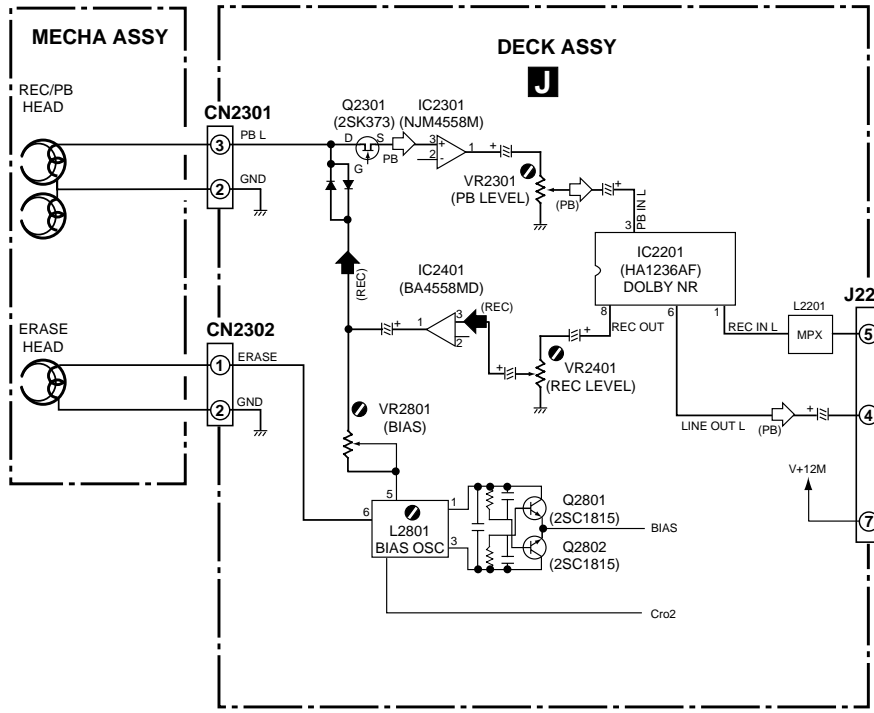 MECHA ASSY
DECK ASSY
J
REC/PB
HEAD
CN2301
3
PB L
2
GND
Q2301
(2SK373)
D
S
G
PB
IC2301
(NJM4558M)
3
+
2
-
1
+
VR2301
(PB LEVEL)
(PB)
+
PB IN L
3
IC2201
(HA1236AF)
DOLBY NR
8
6
1
REC OUT
REC IN L
L2201
MPX
J22
5
(REC)
IC2401
(BA4558MD)
+
1
3
2
(REC)
+
+
VR2401
(REC LEVEL)
LINE OUT L
(PB)
+
4
V+12M
7
ERASE
HEAD
CN2302
1
ERASE
2
GND
VR2801
(BIAS)
5
6
1
3
L2801
BIAS OSC
Q2801
(2SC1815)
BIAS
Q2802
(2SC1815)
Cro2